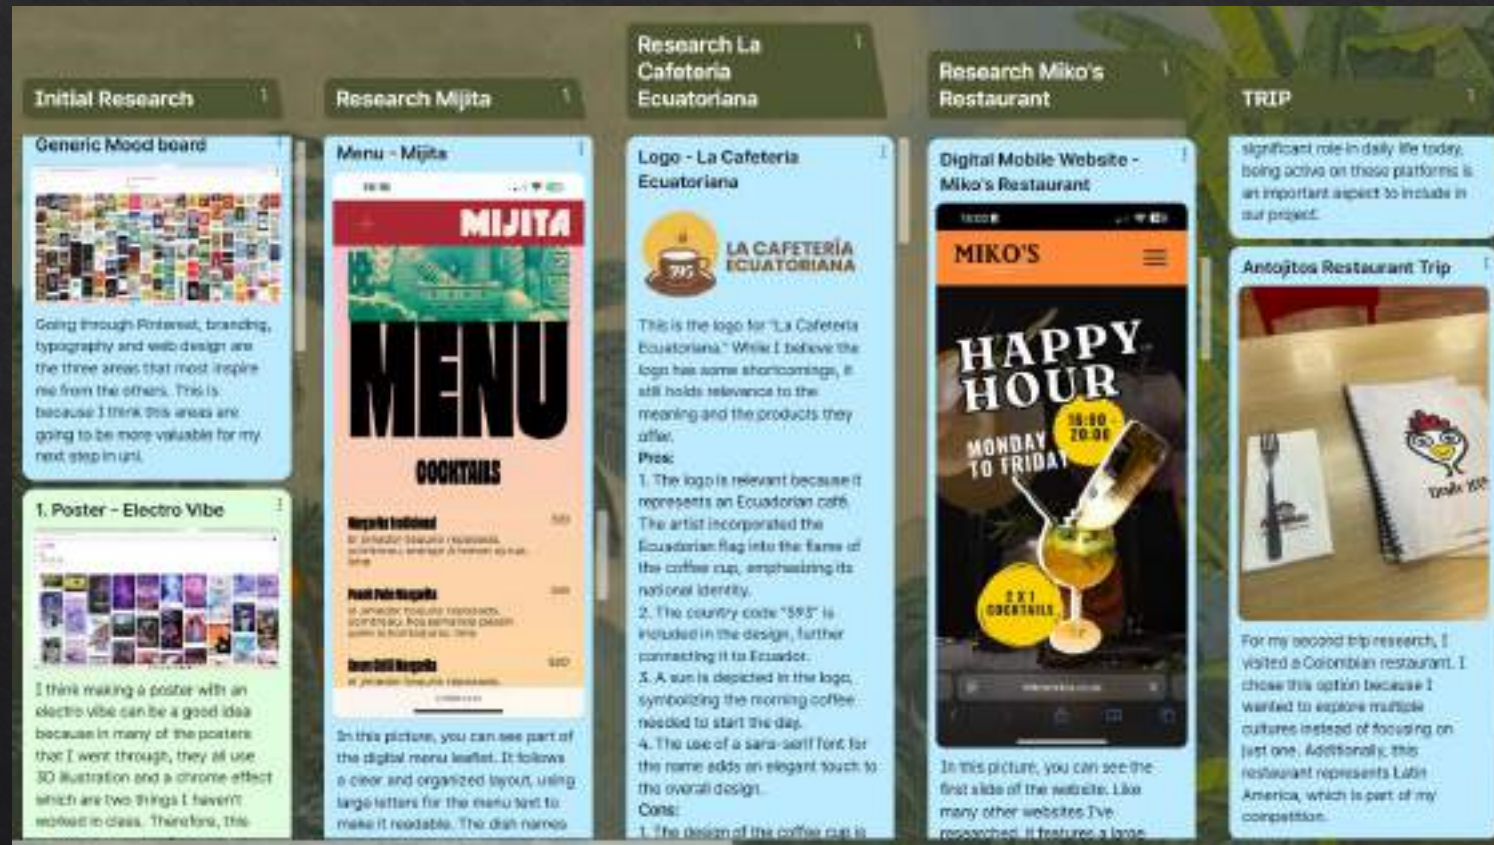 Initial Research
1
Generic Mood board
Going through Pinterest, branding,
typography and web design are
the three areas that most inspire
me from the others. This is
because I think this areas are
going to be more valuable for my
next step in uni.
1. Poster - Electro Vibe
I think making a poster with an
electro vibe can be a good idea
because in many of the posters
that I went through, they all use
3D illustration and a chrome effect
which are two things I haven't
worked in class. Therefore, this
Research Mijita
1
Menu - Mijita
MIJITA
MENU
COCKTAILS
Margarita tradicional
$20
In this picture, you can see part of
the digital menu leaflet. It follows
a clear and organized layout, using
large letters for the menu text to
make it readable. The dish names
Research La
Cafeteria
Ecuatoriana
1
Logo - La Cafeteria
Ecuatoriana
593
LA CAFETERÍA
ECUATORIANA
This is the logo for "La Cafeteria
Ecuatoriana." While I believe the
logo has some shortcomings, it
still holds relevance to the
meaning and the products they
offer.
Pros:
1. The logo is relevant because it
represents an Ecuadorian café.
The artist incorporated the
Ecuadorian flag into the flame of
the coffee cup, emphasizing its
national identity.
2. The country code "593" is
included in the design, further
connecting it to Ecuador.
3. A sun is depicted in the logo,
symbolizing the morning coffee
needed to start the day.
4. The use of a sans-serif font for
the name adds an elegant touch to
the overall design.
Cons:
1. The design of the coffee cup is
Research Miko's
Restaurant
1
Digital Mobile Website -
Miko's Restaurant
MIKO'S
HAPPY
HOUR
16:00 -
20:00
MONDAY
TO FRIDAY
2 X 1
COCKTAILS
In this picture, you can see the
first slide of the website. Like
many other websites I've
researched, it features a large
TRIP
1
significant role in daily life today,
being active on these platforms is
an important aspect to include in
our project.
Antojitos Restaurant Trip
For my second trip research, I
visited a Colombian restaurant. I
chose this option because I
wanted to explore multiple
cultures instead of focusing on
just one. Additionally, this
restaurant represents Latin
America, which is part of my
competition.